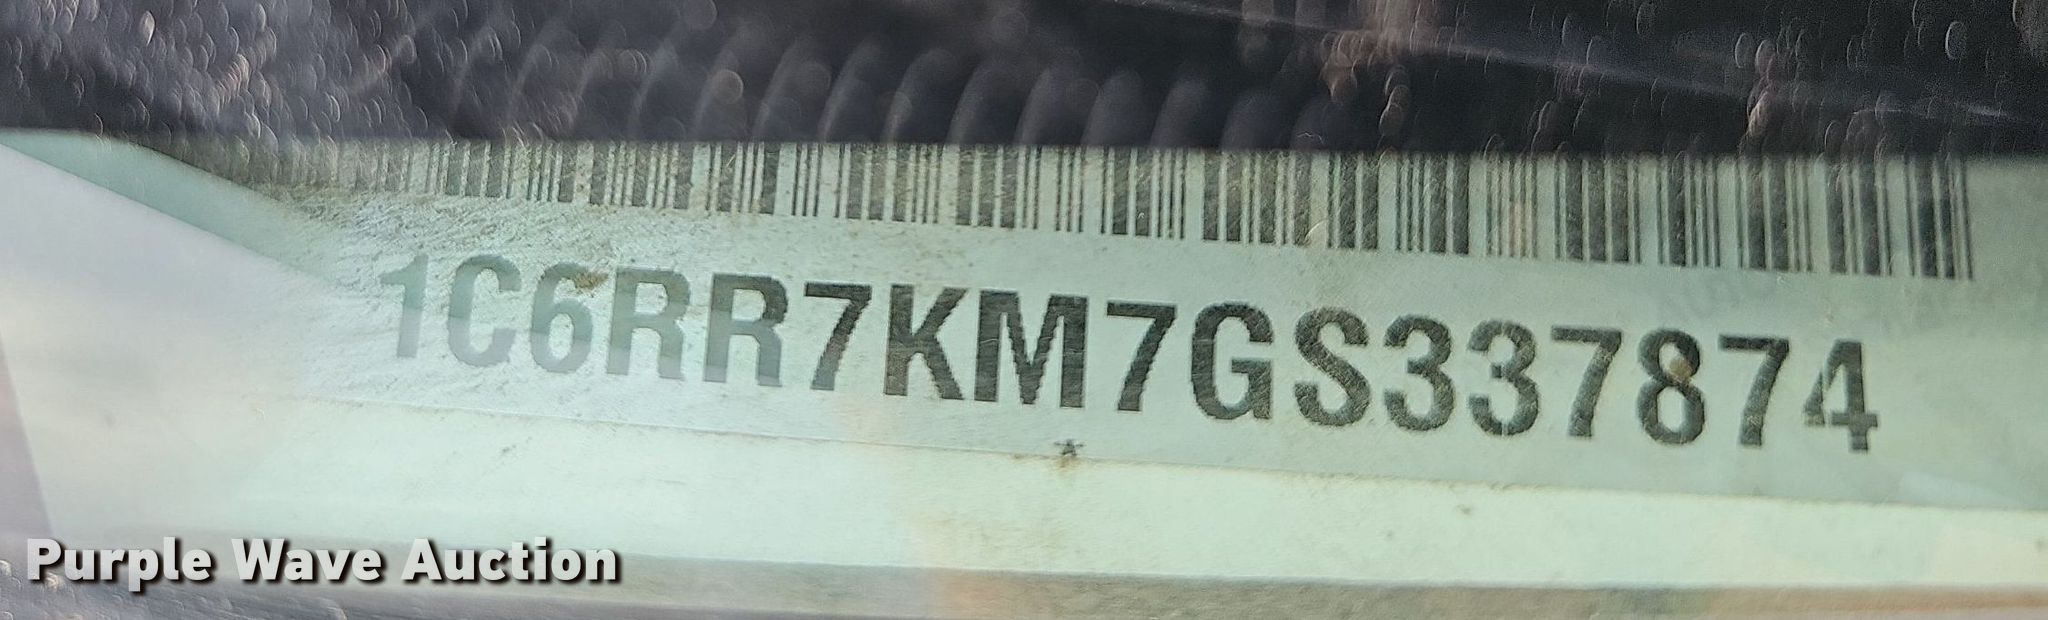 1C6RR7KM7GS337874
Purple Wave Auction